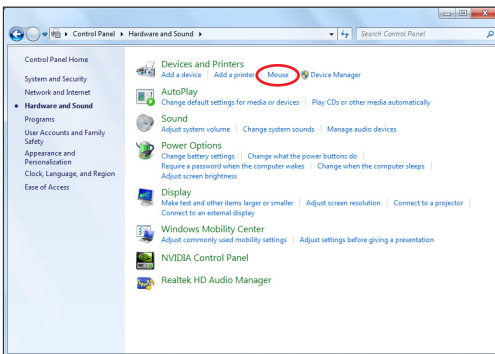 Control Panel ▸ Hardware and Sound ▸
Search Control Panel
Control Panel Home
System and Security
Network and Internet
Hardware and Sound
Programs
User Accounts and Family
Safety
Appearance and
Personalization
Clock, Language, and Region
Ease of Access
Devices and Printers
Add a device | Add a printer | Mouse | Device Manager
AutoPlay
Change default settings for media or devices | Play CDs or other media automatically
Sound
Adjust system volume | Change system sounds | Manage audio devices
Power Options
Change battery settings | Change what the power buttons do |
Require a password when the computer wakes | Change when the computer sleeps |
Adjust screen brightness
Display
Make text and other items larger or smaller | Adjust screen resolution | Connect to a projector |
Connect to an external display
Windows Mobility Center
Adjust commonly used mobility settings | Adjust settings before giving a presentation
NVIDIA Control Panel
Realtek HD Audio Manager